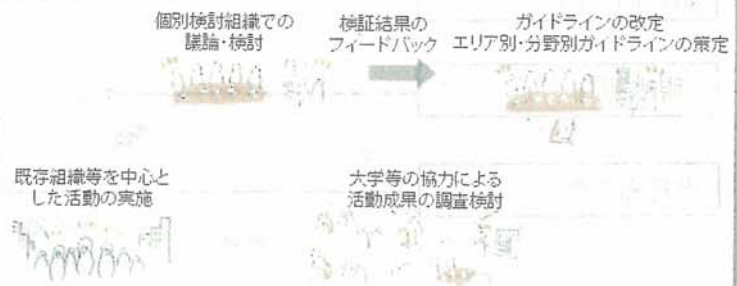 個別検討組織での
議論・検討
検証結果の
フィードバック
ガイドラインの改定
エリア別・分野別ガイドラインの策定
既存組織等を中心と
した活動の実施
大学等の協力による
活動成果の調査検討